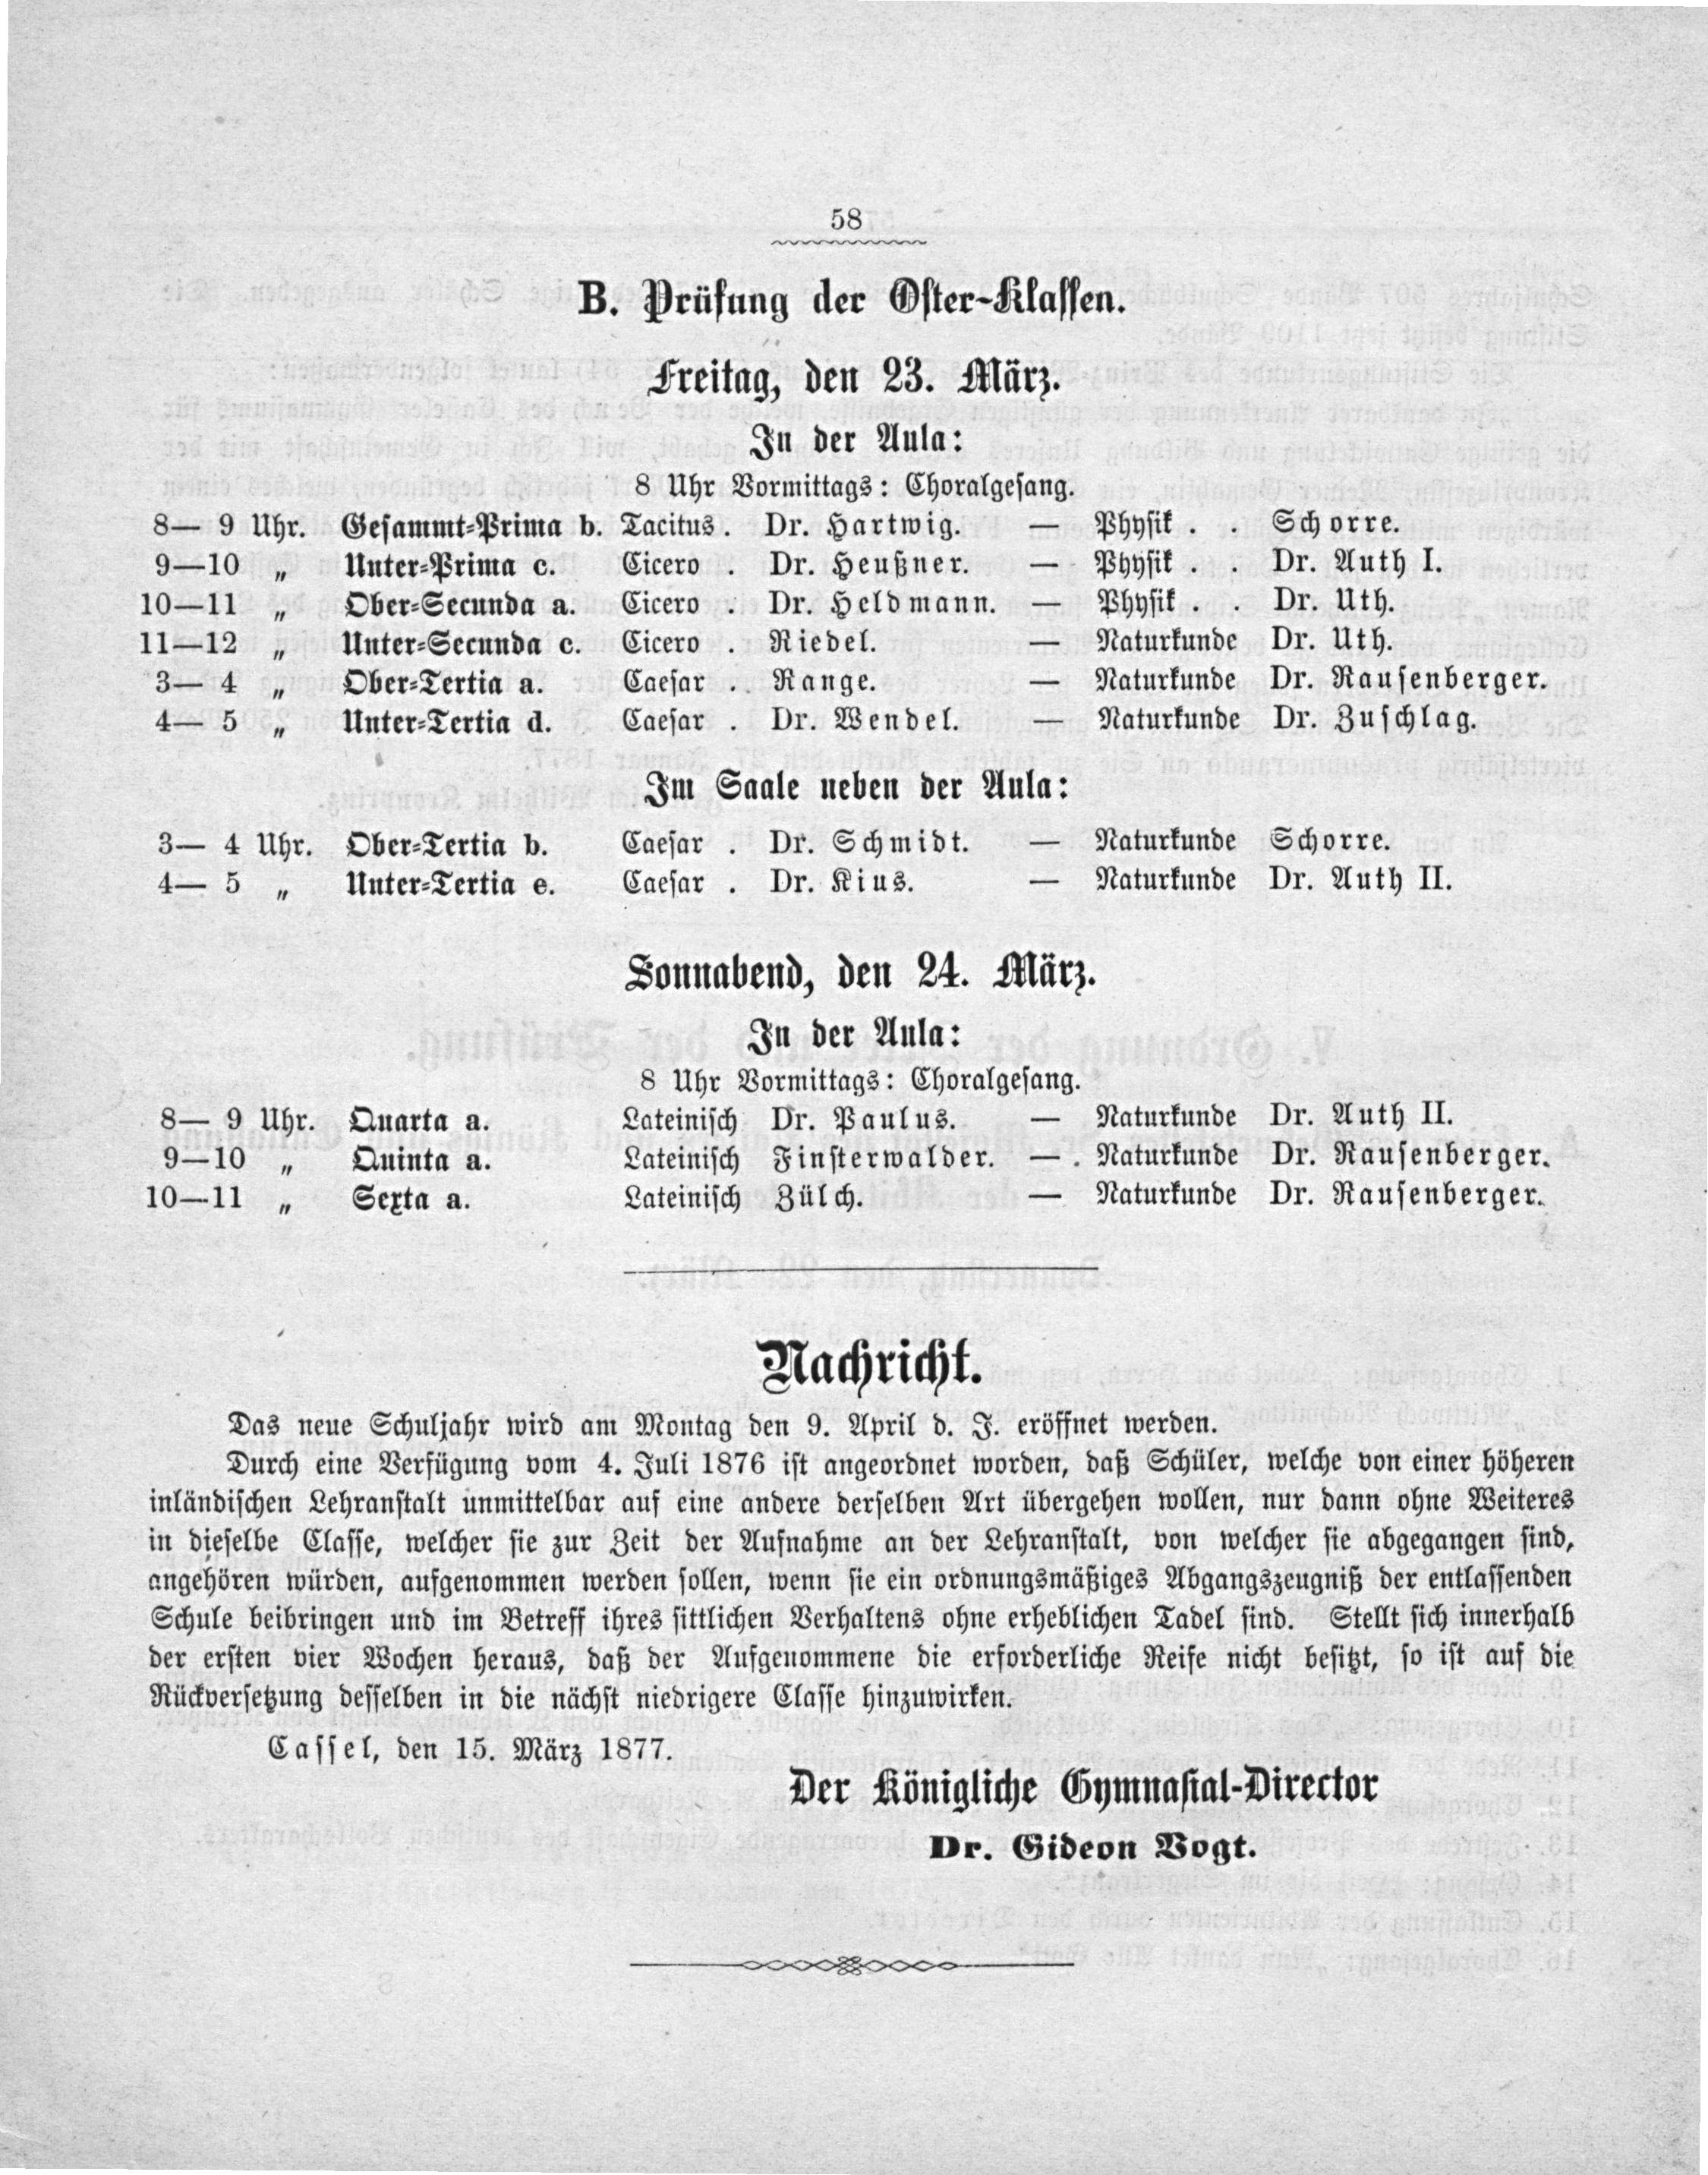 58
B. Prüfung der Oster-Klassen.
Freitag, den 23. März.
In der Aula:
8 Uhr Vormittags: Choralgesang.
8— 9 Uhr. Gesammt-Prima b. Tacitus. Dr. Hartwig. — Physik . . Schorre.
9—10 „ Unter-Prima c. Cicero . Dr. Heußner. — Physik . . Dr. Auth I.
10—11 „ Ober-Secunda a. Cicero . Dr. Heldmann. — Physik . . Dr. Uth.
11—12 „ Unter-Secunda c. Cicero . Riedel. — Naturkunde Dr. Uth.
3— 4 „ Ober-Tertia a. Caesar . Range. — Naturkunde Dr. Rausenberger.
4— 5 „ Unter-Tertia d. Caesar . Dr. Wendel. — Naturkunde Dr. Zuschlag.
Im Saale neben der Aula:
3— 4 Uhr. Ober-Tertia b. Caesar . Dr. Schmidt. — Naturkunde Schorre.
4— 5 „ Unter-Tertia e. Caesar . Dr. Kius. — Naturkunde Dr. Auth II.
Sonnabend, den 24. März.
In der Aula:
8 Uhr Vormittags: Choralgesang.
8— 9 Uhr. Quarta a. Lateinisch Dr. Paulus. — Naturkunde Dr. Auth II.
9—10 „ Quinta a. Lateinisch Finsterwalder. — Naturkunde Dr. Rausenberger.
10—11 „ Sexta a. Lateinisch Zülch. — Naturkunde Dr. Rausenberger.
Nachricht.
Das neue Schuljahr wird am Montag den 9. April d. J. eröffnet werden.
Durch eine Verfügung vom 4. Juli 1876 ist angeordnet worden, daß Schüler, welche von einer höheren
inländischen Lehranstalt unmittelbar auf eine andere derselben Art übergehen wollen, nur dann ohne Weiteres
in dieselbe Classe, welcher sie zur Zeit der Aufnahme an der Lehranstalt, von welcher sie abgegangen sind,
angehören würden, aufgenommen werden sollen, wenn sie ein ordnungsmäßiges Abgangszeugniß der entlassenden
Schule beibringen und im Betreff ihres sittlichen Verhaltens ohne erheblichen Tadel sind. Stellt sich innerhalb
der ersten vier Wochen heraus, daß der Aufgenommene die erforderliche Reife nicht besitzt, so ist auf die
Rückversetzung desselben in die nächst niedrigere Classe hinzuwirken.
Cassel, den 15. März 1877.
Der Königliche Gymnasial-Director
Dr. Gideon Vogt.